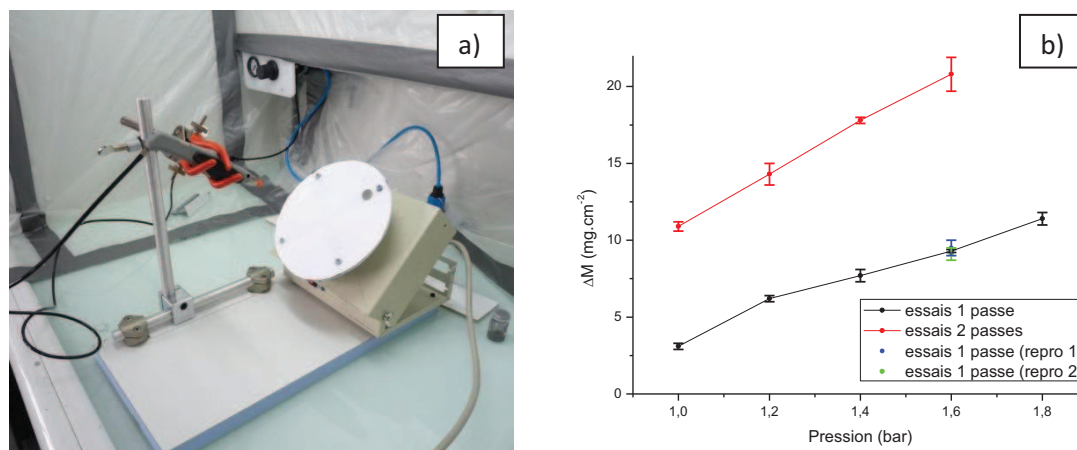 a)
b)
20
15
10
5
0
ΔM (mg.cm⁻²)
essais 1 passe
essais 2 passes
essais 1 passe (repro 1
essais 1 passe (repro 2
1,0 1,2 1,4 1,6 1,8
Pression (bar)